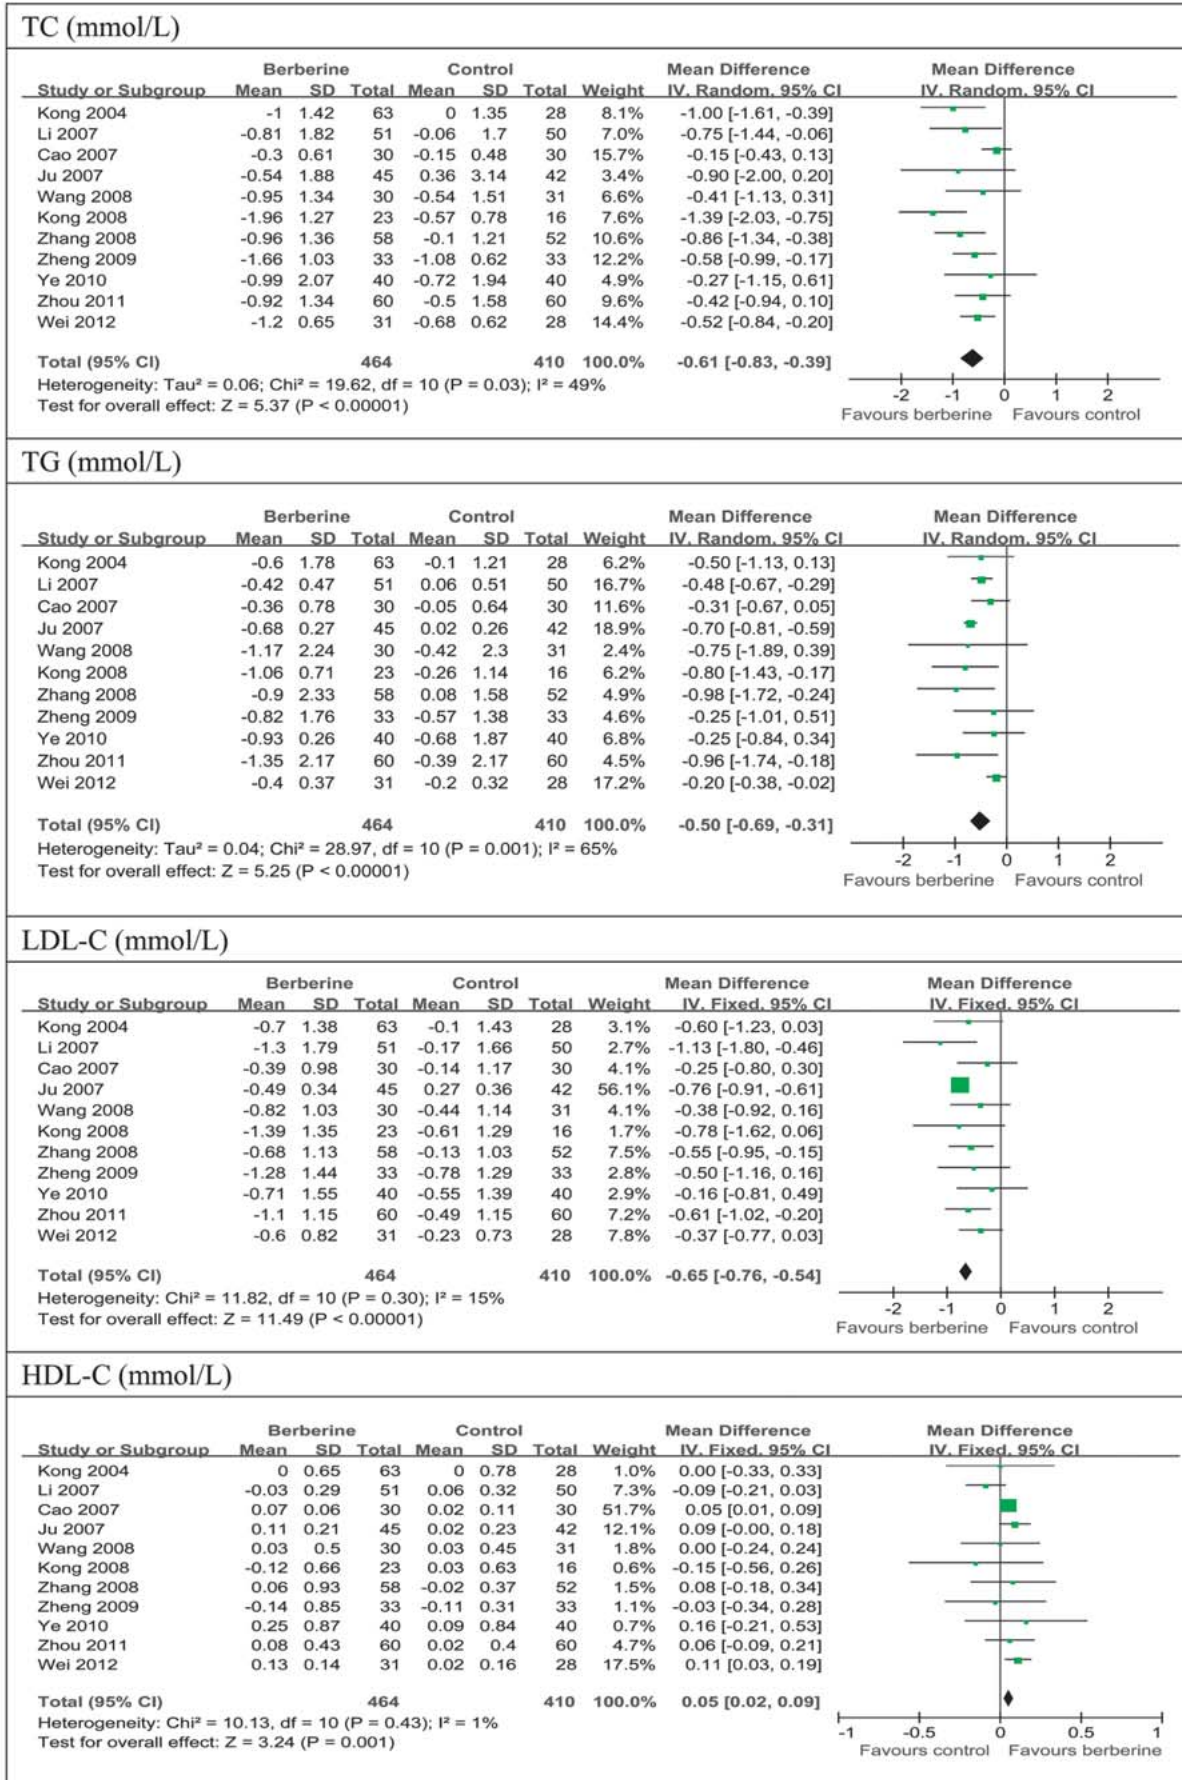 TC (mmol/L)
Berberine Control Mean Difference Mean Difference
Study or Subgroup Mean SD Total Mean SD Total Weight IV, Random, 95% CI IV, Random, 95% CI
Kong 2004 -1 1.42 63 0 1.35 28 8.1% -1.00 [-1.61, -0.39]
Li 2007 -0.81 1.82 51 -0.06 1.7 50 7.0% -0.75 [-1.44, -0.06]
Cao 2007 -0.3 0.61 30 -0.15 0.48 30 15.7% -0.15 [-0.43, 0.13]
Ju 2007 -0.54 1.88 45 0.36 3.14 42 3.4% -0.90 [-2.00, 0.20]
Wang 2008 -0.95 1.34 30 -0.54 1.51 31 6.6% -0.41 [-1.13, 0.31]
Kong 2008 -1.96 1.27 23 -0.57 0.78 16 7.6% -1.39 [-2.03, -0.75]
Zhang 2008 -0.96 1.36 58 -0.1 1.21 52 10.6% -0.86 [-1.34, -0.38]
Zheng 2009 -1.66 1.03 33 -1.08 0.62 33 12.2% -0.58 [-0.99, -0.17]
Ye 2010 -0.99 2.07 40 -0.72 1.94 40 4.9% -0.27 [-1.15, 0.61]
Zhou 2011 -0.92 1.34 60 -0.5 1.58 60 9.6% -0.42 [-0.94, 0.10]
Wei 2012 -1.2 0.65 31 -0.68 0.62 28 14.4% -0.52 [-0.84, -0.20]
Total (95% CI) 464 410 100.0% -0.61 [-0.83, -0.39]
Heterogeneity: Tau² = 0.06; Chi² = 19.62, df = 10 (P = 0.03); I² = 49%
Test for overall effect: Z = 5.37 (P < 0.00001)
-2 -1 0 1 2
Favours berberine Favours control
TG (mmol/L)
Berberine Control Mean Difference Mean Difference
Study or Subgroup Mean SD Total Mean SD Total Weight IV, Random, 95% CI IV, Random, 95% CI
Kong 2004 -0.6 1.78 63 -0.1 1.21 28 6.2% -0.50 [-1.13, 0.13]
Li 2007 -0.42 0.47 51 0.06 0.51 50 16.7% -0.48 [-0.67, -0.29]
Cao 2007 -0.36 0.78 30 -0.05 0.64 30 11.6% -0.31 [-0.67, 0.05]
Ju 2007 -0.68 0.27 45 0.02 0.26 42 18.9% -0.70 [-0.81, -0.59]
Wang 2008 -1.17 2.24 30 -0.42 2.3 31 2.4% -0.75 [-1.89, 0.39]
Kong 2008 -1.06 0.71 23 -0.26 1.14 16 6.2% -0.80 [-1.43, -0.17]
Zhang 2008 -0.9 2.33 58 0.08 1.58 52 4.9% -0.98 [-1.72, -0.24]
Zheng 2009 -0.82 1.76 33 -0.57 1.38 33 4.6% -0.25 [-1.01, 0.51]
Ye 2010 -0.93 0.26 40 -0.68 1.87 40 6.8% -0.25 [-0.84, 0.34]
Zhou 2011 -1.35 2.17 60 -0.39 2.17 60 4.5% -0.96 [-1.74, -0.18]
Wei 2012 -0.4 0.37 31 -0.2 0.32 28 17.2% -0.20 [-0.38, -0.02]
Total (95% CI) 464 410 100.0% -0.50 [-0.69, -0.31]
Heterogeneity: Tau² = 0.04; Chi² = 28.97, df = 10 (P = 0.001); I² = 65%
Test for overall effect: Z = 5.25 (P < 0.00001)
-2 -1 0 1 2
Favours berberine Favours control
LDL-C (mmol/L)
Berberine Control Mean Difference Mean Difference
Study or Subgroup Mean SD Total Mean SD Total Weight IV, Fixed, 95% CI IV, Fixed, 95% CI
Kong 2004 -0.7 1.38 63 -0.1 1.43 28 3.1% -0.60 [-1.23, 0.03]
Li 2007 -1.3 1.79 51 -0.17 1.66 50 2.7% -1.13 [-1.80, -0.46]
Cao 2007 -0.39 0.98 30 -0.14 1.17 30 4.1% -0.25 [-0.80, 0.30]
Ju 2007 -0.49 0.34 45 0.27 0.36 42 56.1% -0.76 [-0.91, -0.61]
Wang 2008 -0.82 1.03 30 -0.44 1.14 31 4.1% -0.38 [-0.92, 0.16]
Kong 2008 -1.39 1.35 23 -0.61 1.29 16 1.7% -0.78 [-1.62, 0.06]
Zhang 2008 -0.68 1.13 58 -0.13 1.03 52 7.5% -0.55 [-0.95, -0.15]
Zheng 2009 -1.28 1.44 33 -0.78 1.29 33 2.8% -0.50 [-1.16, 0.16]
Ye 2010 -0.71 1.55 40 -0.55 1.39 40 2.9% -0.16 [-0.81, 0.49]
Zhou 2011 -1.1 1.15 60 -0.49 1.15 60 7.2% -0.61 [-1.02, -0.20]
Wei 2012 -0.6 0.82 31 -0.23 0.73 28 7.8% -0.37 [-0.77, 0.03]
Total (95% CI) 464 410 100.0% -0.65 [-0.76, -0.54]
Heterogeneity: Chi² = 11.82, df = 10 (P = 0.30); I² = 15%
Test for overall effect: Z = 11.49 (P < 0.00001)
-2 -1 0 1 2
Favours berberine Favours control
HDL-C (mmol/L)
Berberine Control Mean Difference Mean Difference
Study or Subgroup Mean SD Total Mean SD Total Weight IV, Fixed, 95% CI IV, Fixed, 95% CI
Kong 2004 0 0.65 63 0 0.78 28 1.0% 0.00 [-0.33, 0.33]
Li 2007 -0.03 0.29 51 0.06 0.32 50 7.3% -0.09 [-0.21, 0.03]
Cao 2007 0.07 0.06 30 0.02 0.11 30 51.7% 0.05 [0.01, 0.09]
Ju 2007 0.11 0.21 45 0.02 0.23 42 12.1% 0.09 [-0.00, 0.18]
Wang 2008 0.03 0.5 30 0.03 0.45 31 1.8% 0.00 [-0.24, 0.24]
Kong 2008 -0.12 0.66 23 0.03 0.63 16 0.6% -0.15 [-0.56, 0.26]
Zhang 2008 0.06 0.93 58 -0.02 0.37 52 1.5% 0.08 [-0.18, 0.34]
Zheng 2009 -0.14 0.85 33 -0.11 0.31 33 1.1% -0.03 [-0.34, 0.28]
Ye 2010 0.25 0.87 40 0.09 0.84 40 0.7% 0.16 [-0.21, 0.53]
Zhou 2011 0.08 0.43 60 0.02 0.4 60 4.7% 0.06 [-0.09, 0.21]
Wei 2012 0.13 0.14 31 0.02 0.16 28 17.5% 0.11 [0.03, 0.19]
Total (95% CI) 464 410 100.0% 0.05 [0.02, 0.09]
Heterogeneity: Chi² = 10.13, df = 10 (P = 0.43); I² = 1%
Test for overall effect: Z = 3.24 (P = 0.001)
-1 -0.5 0 0.5 1
Favours control Favours berberine